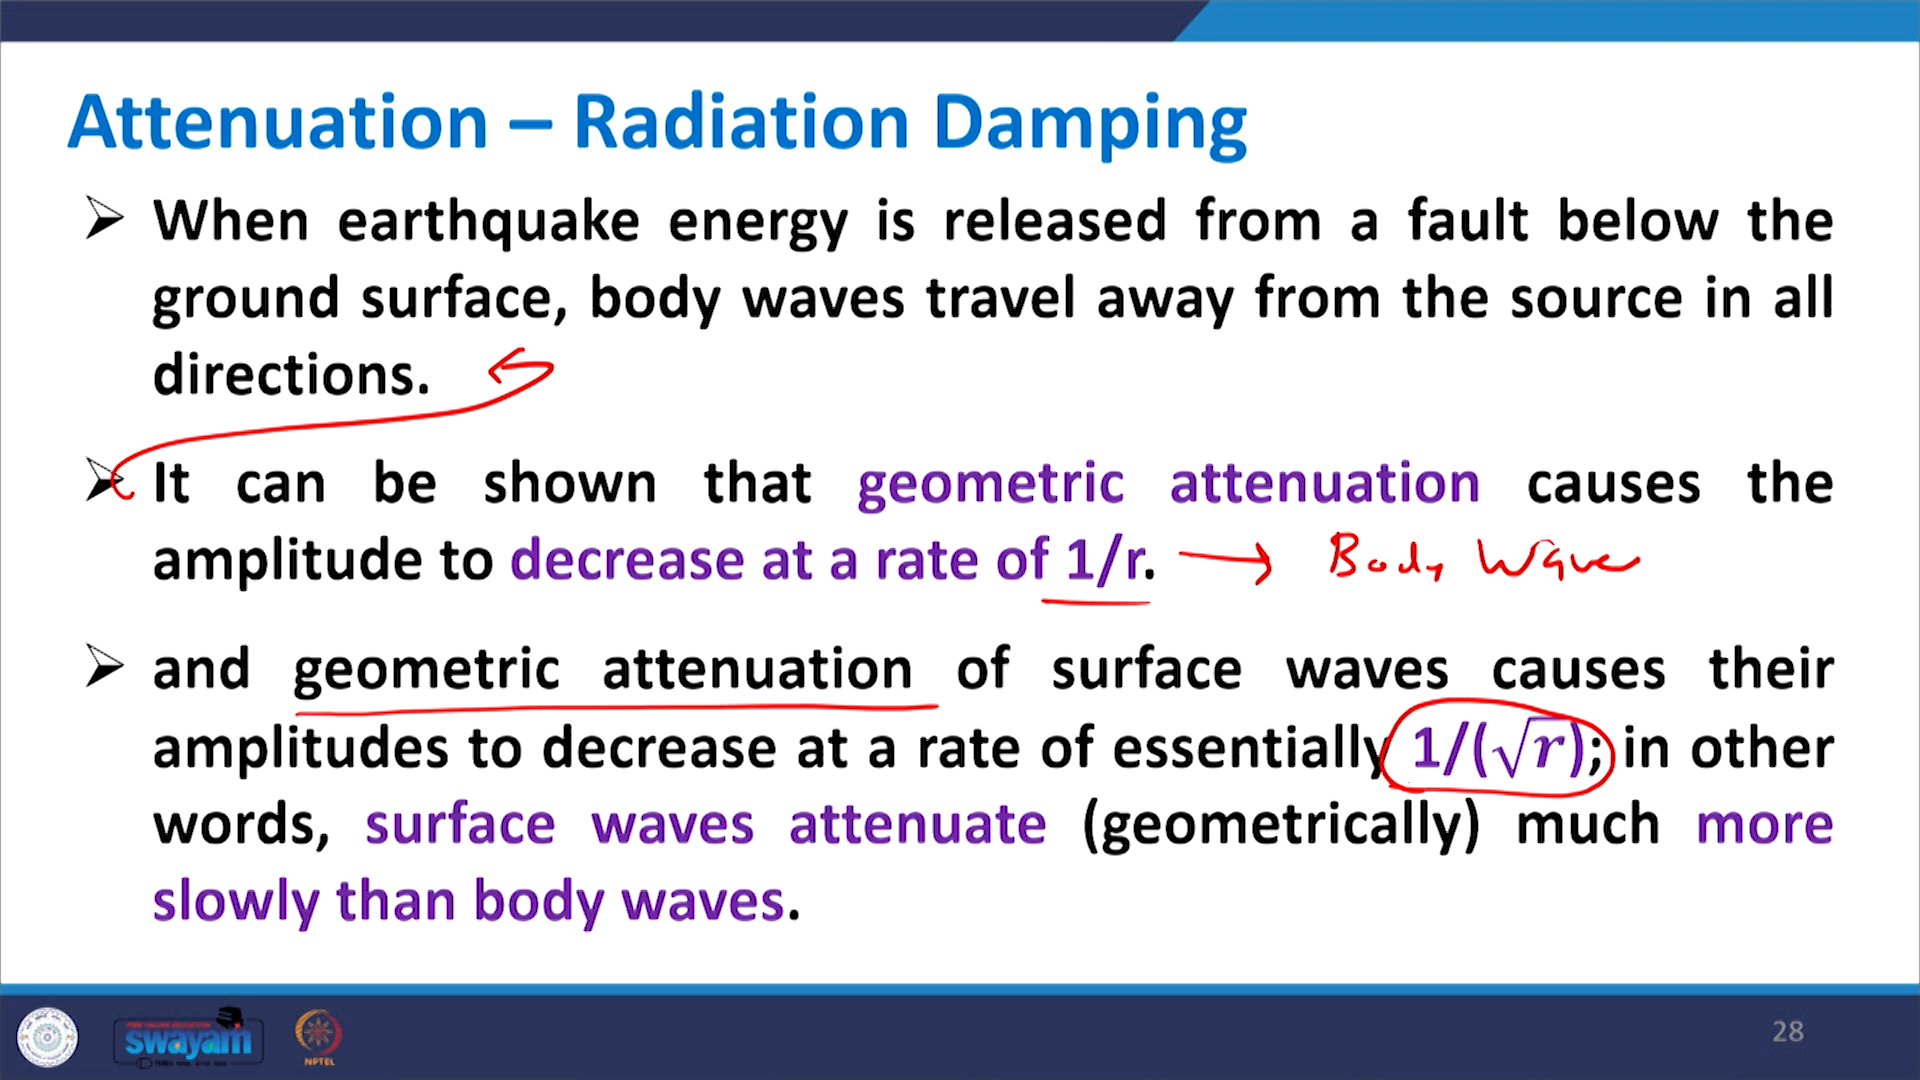 Attenuation – Radiation Damping
➢ When earthquake energy is released from a fault below the
ground surface, body waves travel away from the source in all
directions.
➢ It can be shown that geometric attenuation causes the
amplitude to decrease at a rate of 1/r. → Body Wave
➢ and geometric attenuation of surface waves causes their
amplitudes to decrease at a rate of essentially 1/(√r); in other
words, surface waves attenuate (geometrically) much more
slowly than body waves.
swayam
NPTEL
28